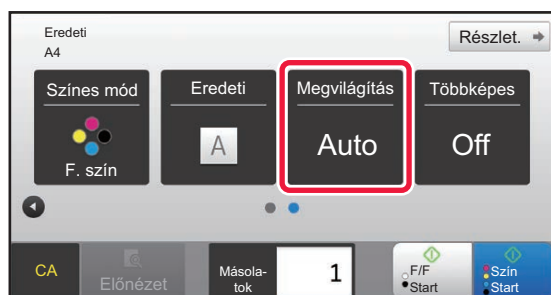 Eredeti
A4
Részlet.
Színes mód
F. szín
Eredeti
A
Megvilágítás
Auto
Többképes
Off
CA
Előnézet
Másola-
tok
1
F/F
Start
Szín
Start